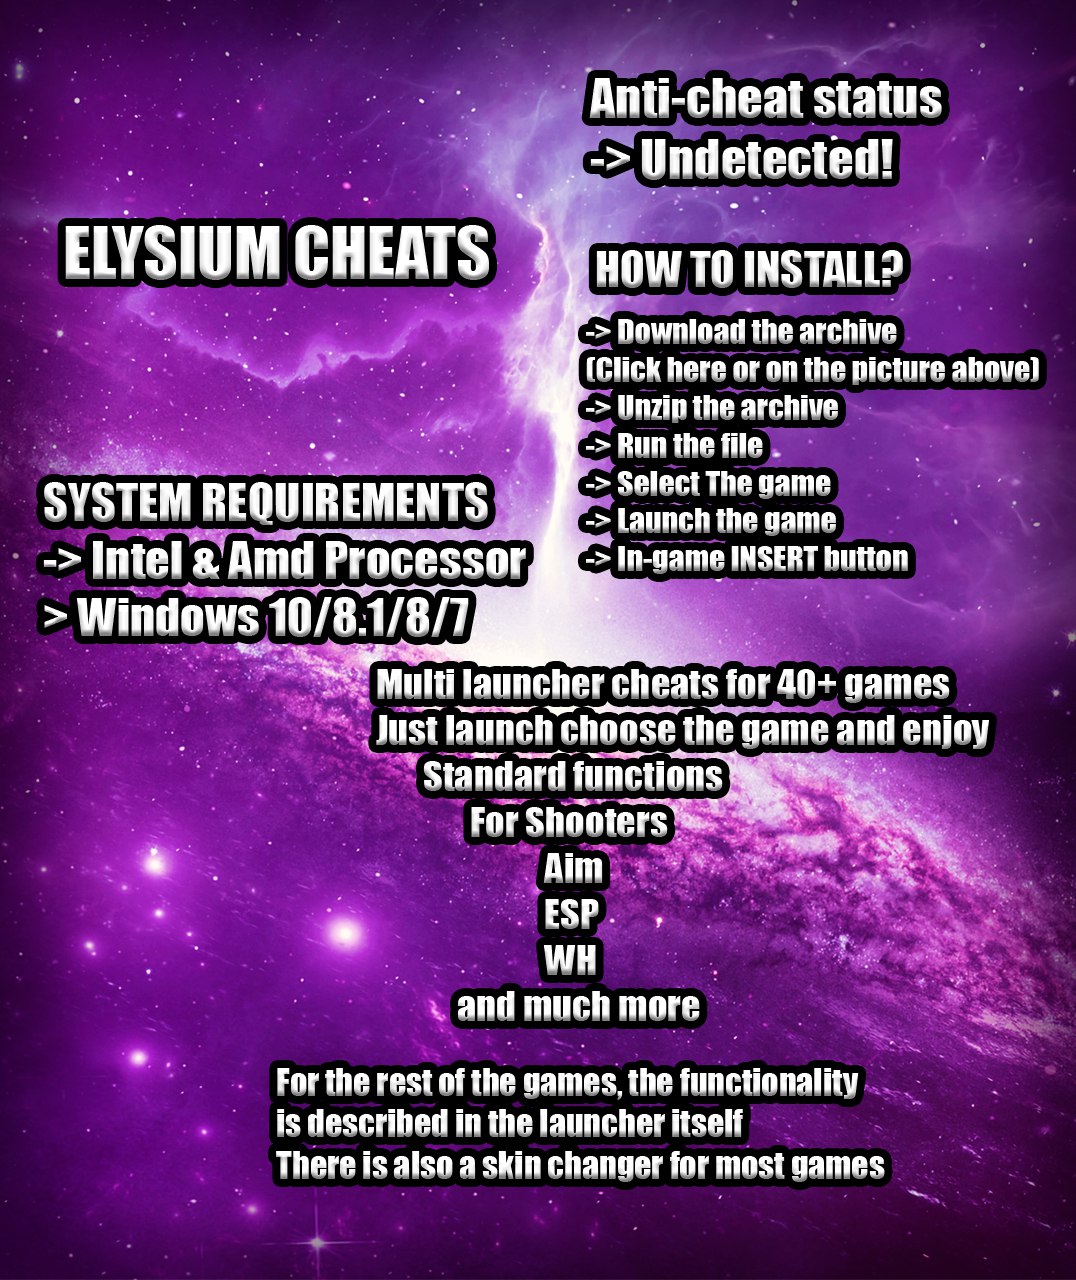 ELYSIUM CHEATS
Anti-cheat status
-> Undetected!
HOW TO INSTALL?
-> Download the archive
(Click here or on the picture above)
-> Unzip the archive
-> Run the file
-> Select The game
-> Launch the game
-> In-game INSERT button
SYSTEM REQUIREMENTS
-> Intel & Amd Processor
> Windows 10/8.1/8/7
Multi launcher cheats for 40+ games
Just launch choose the game and enjoy
Standard functions
For Shooters
Aim
ESP
WH
and much more
For the rest of the games, the functionality
is described in the launcher itself
There is also a skin changer for most games